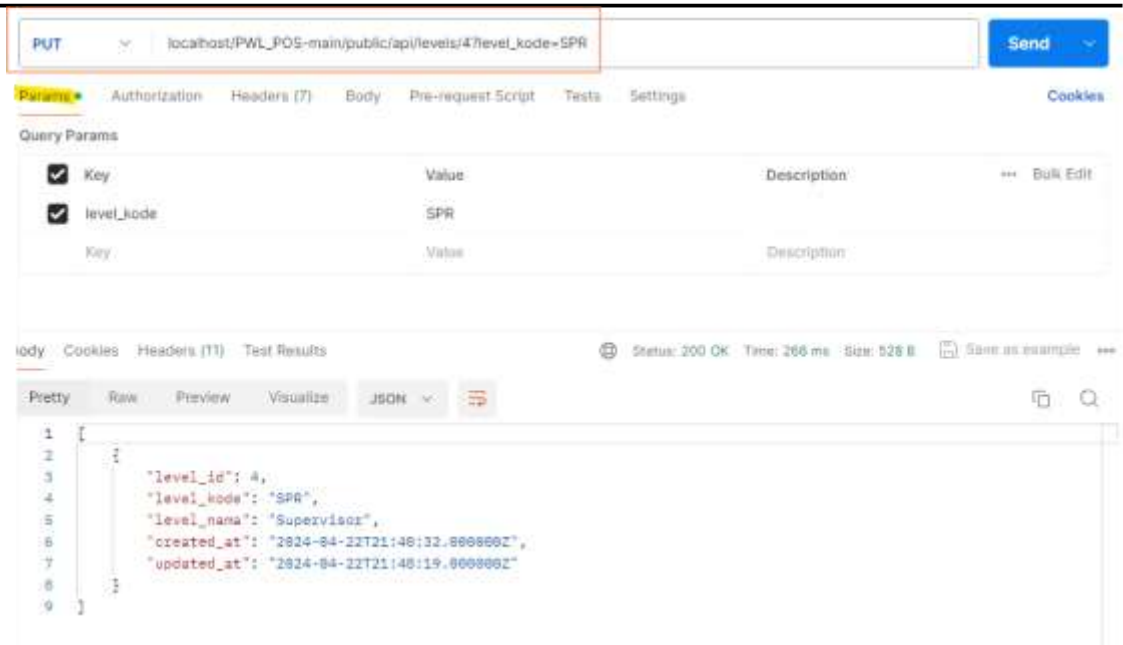 PUT localhost/PWL_POS-main/public/api/levels/4?level_kode=SPR Send
Params Authorization Headers (7) Body Pre-request Script Tests Settings Cookies
Query Params
Key Value Description ••• Bulk Edit
level_kode SPR
Key Value Description
ody Cookies Headers (11) Test Results Status: 200 OK Time: 266 ms Size: 528 B Save as example •••
Pretty Raw Preview Visualize JSON
1 [
2 {
3 "level_id": 4,
4 "level_kode": "SPR",
5 "level_nama": "Supervisor",
6 "created_at": "2024-04-22T21:40:32.000000Z",
7 "updated_at": "2024-04-22T21:48:19.000000Z"
8 }
9 ]